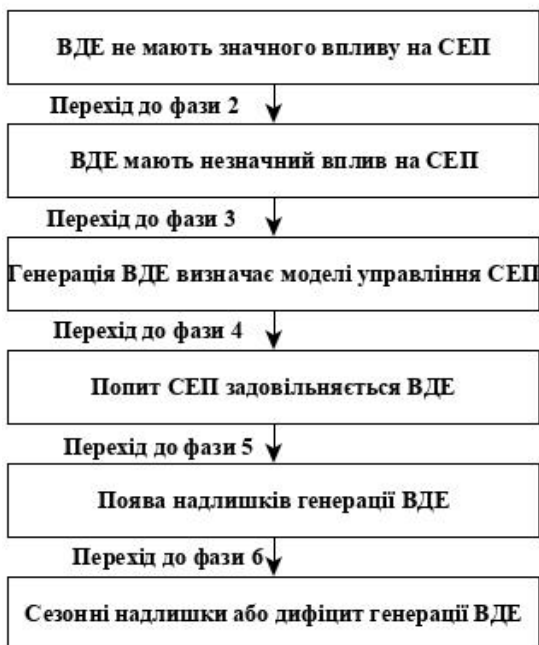 ВДЕ не мають значного впливу на СЕП
Перехід до фази 2
ВДЕ мають незначний вплив на СЕП
Перехід до фази 3
Генерація ВДЕ визначає моделі управління СЕП
Перехід до фази 4
Попит СЕП задовільняється ВДЕ
Перехід до фази 5
Поява надлишків генерації ВДЕ
Перехід до фази 6
Сезонні надлишки або дифіцит генерації ВДЕ